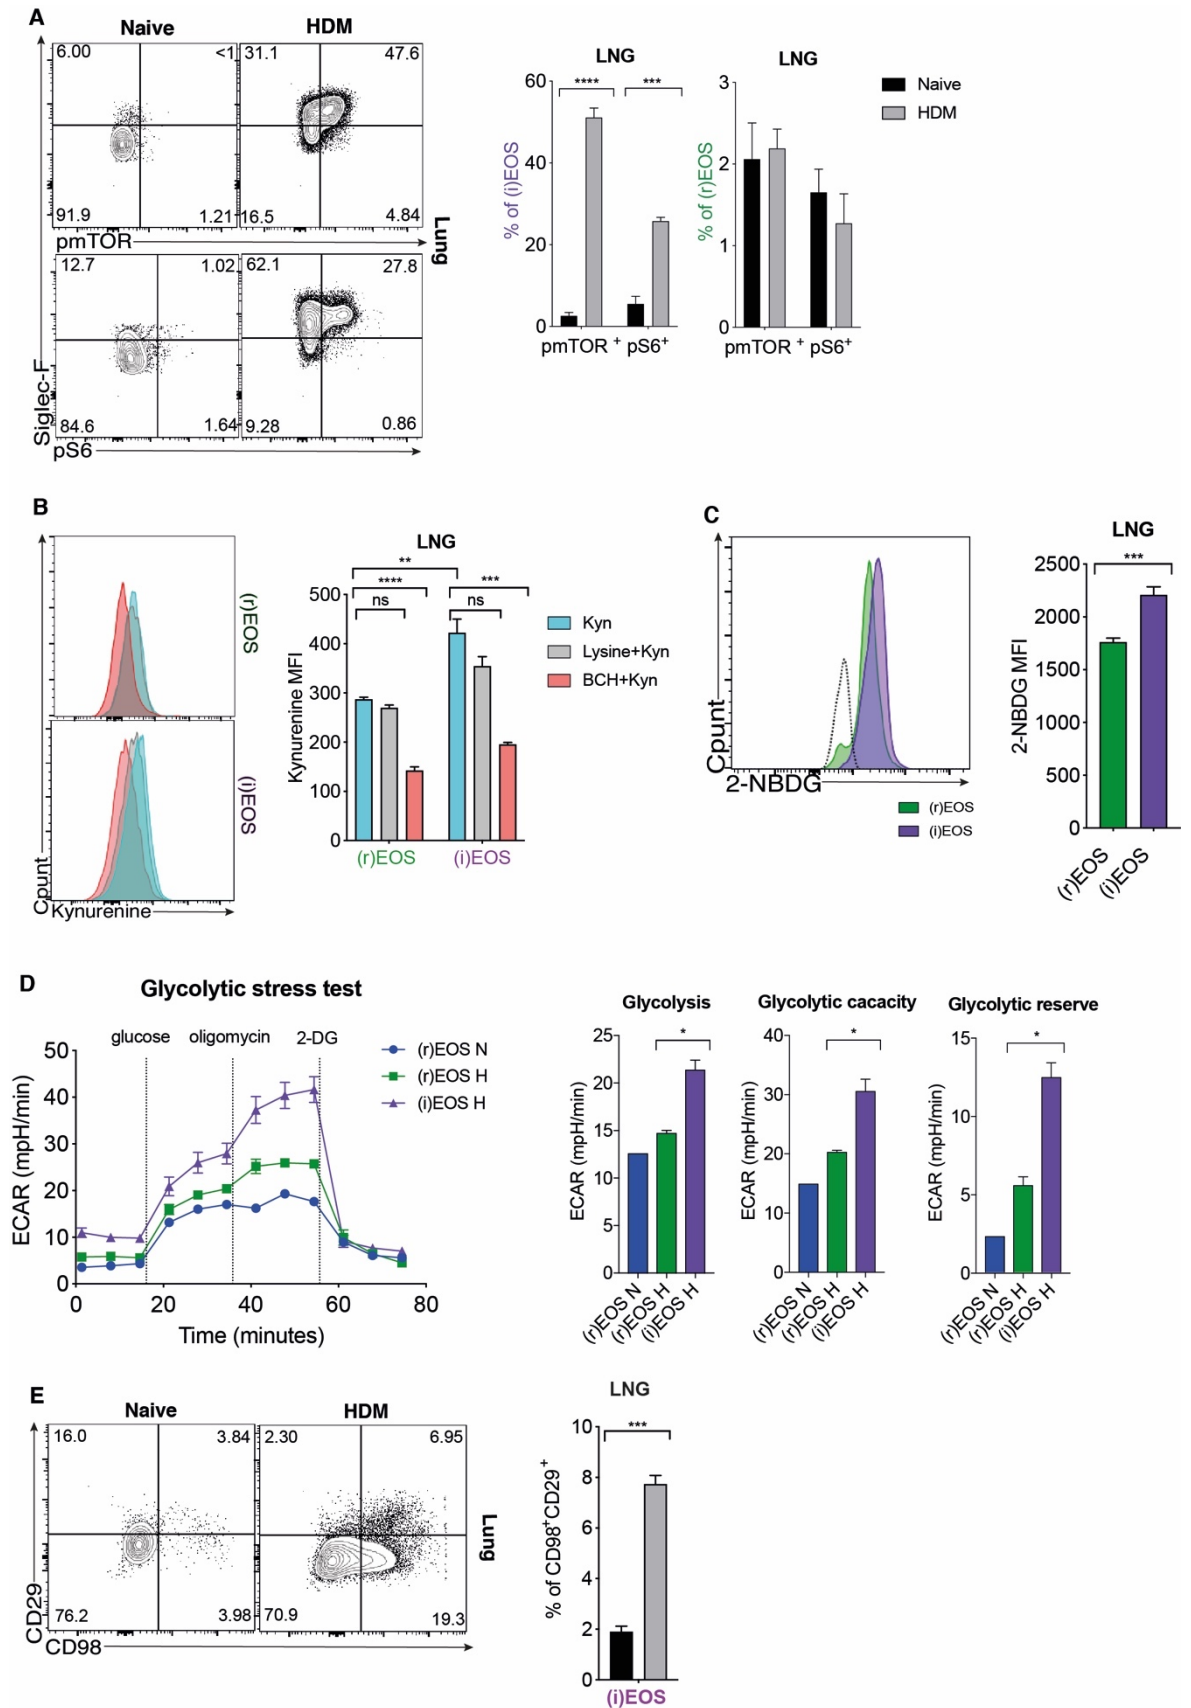 A
Naive
HDM
6.00
<1
31.1
47.6
91.9
1.21
16.5
4.84
pmTOR
Lung
12.7
1.02
62.1
27.8
84.6
1.64
9.28
0.86
Siglec-F
pS6
LNG
% of (i)EOS
60
40
20
0
****
***
pmTOR + pS6+
LNG
% of (r)EOS
3
2
1
0
pmTOR + pS6+
Naive
HDM
B
(r)EOS
(i)EOS
Cpunt
Kynurenine
LNG
**
****
***
ns
ns
Kynurenine MFI
500
400
300
200
100
0
(r)EOS
(i)EOS
Kyn
Lysine+Kyn
BCH+Kyn
C
Cpunt
2-NBDG
(r)EOS
(i)EOS
LNG
***
2-NBDG MFI
2500
2000
1500
1000
500
0
(r)EOS
(i)EOS
D
Glycolytic stress test
glucose
oligomycin
2-DG
(r)EOS N
(r)EOS H
(i)EOS H
ECAR (mpH/min)
50
40
30
20
10
0
0
20
40
60
80
Time (minutes)
Glycolysis
*
ECAR (mpH/min)
25
20
15
10
5
0
(r)EOS N
(r)EOS H
(i)EOS H
Glycolytic cacacity
*
ECAR (mpH/min)
40
30
20
10
0
(r)EOS N
(r)EOS H
(i)EOS H
Glycolytic reserve
*
ECAR (mpH/min)
15
10
5
0
(r)EOS N
(r)EOS H
(i)EOS H
E
Naive
HDM
16.0
3.84
2.30
6.95
76.2
3.98
70.9
19.3
CD29
CD98
Lung
LNG
***
% of CD98+CD29+
10
8
6
4
2
0
(i)EOS